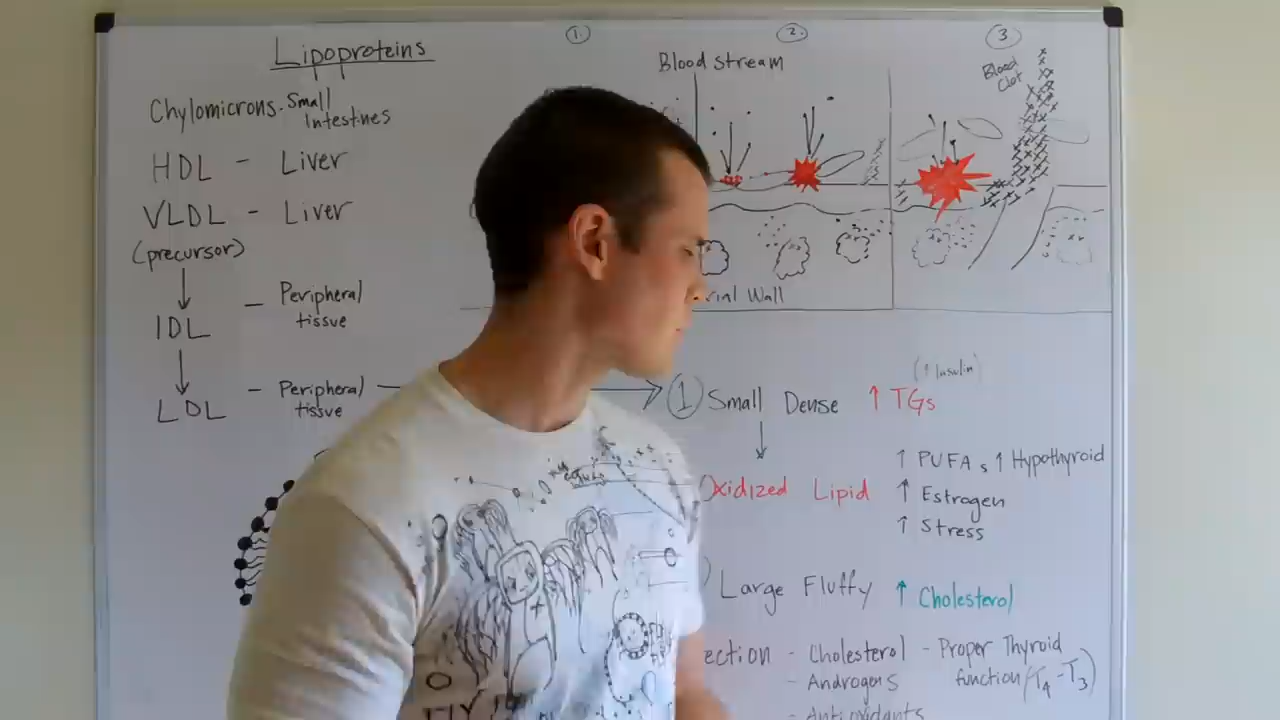 Lipoproteins
Chylomicrons - Small
Intestines
HDL - Liver
VLDL - Liver
(precursor)
IDL - Peripheral
tissue
LDL - Peripheral
tissue
1.
2.
3
Blood stream
Blood
Clot
Wall
(↑ Insulin)
1 Small Dense ↑ TGs
Oxidized Lipid
↑ PUFAs ↑ Hypothyroid
↑ Estrogen
↑ Stress
Large Fluffy ↑ Cholesterol
ection - Cholesterol - Proper Thyroid
function (T4-T3)
- Androgens
- Antioxidants